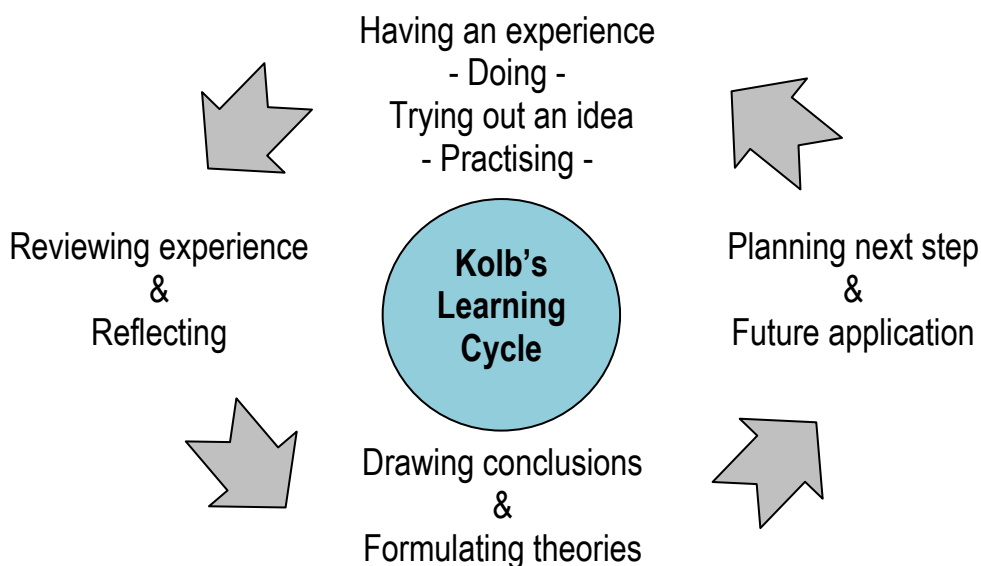 Having an experience
- Doing -
Trying out an idea
- Practising -
Reviewing experience
&
Reflecting
Kolb's
Learning
Cycle
Planning next step
&
Future application
Drawing conclusions
&
Formulating theories